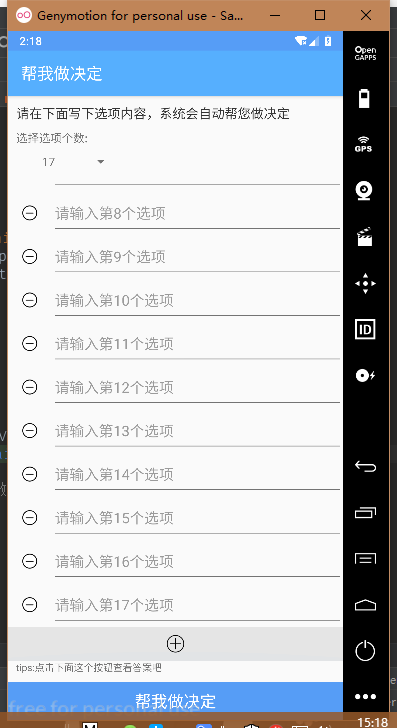 Genymotion for personal use - Sa...
2:18
Open
GAPPS
帮我做决定
请在下面写下选项内容，系统会自动帮您做决定
选择选项个数:
17
GPS
请输入第8个选项
请输入第9个选项
请输入第10个选项
ID
请输入第11个选项
请输入第12个选项
请输入第13个选项
请输入第14个选项
请输入第15个选项
请输入第16个选项
请输入第17个选项
tips:点击下面这个按钮查看答案吧
帮我做决定
free for personal
15:18